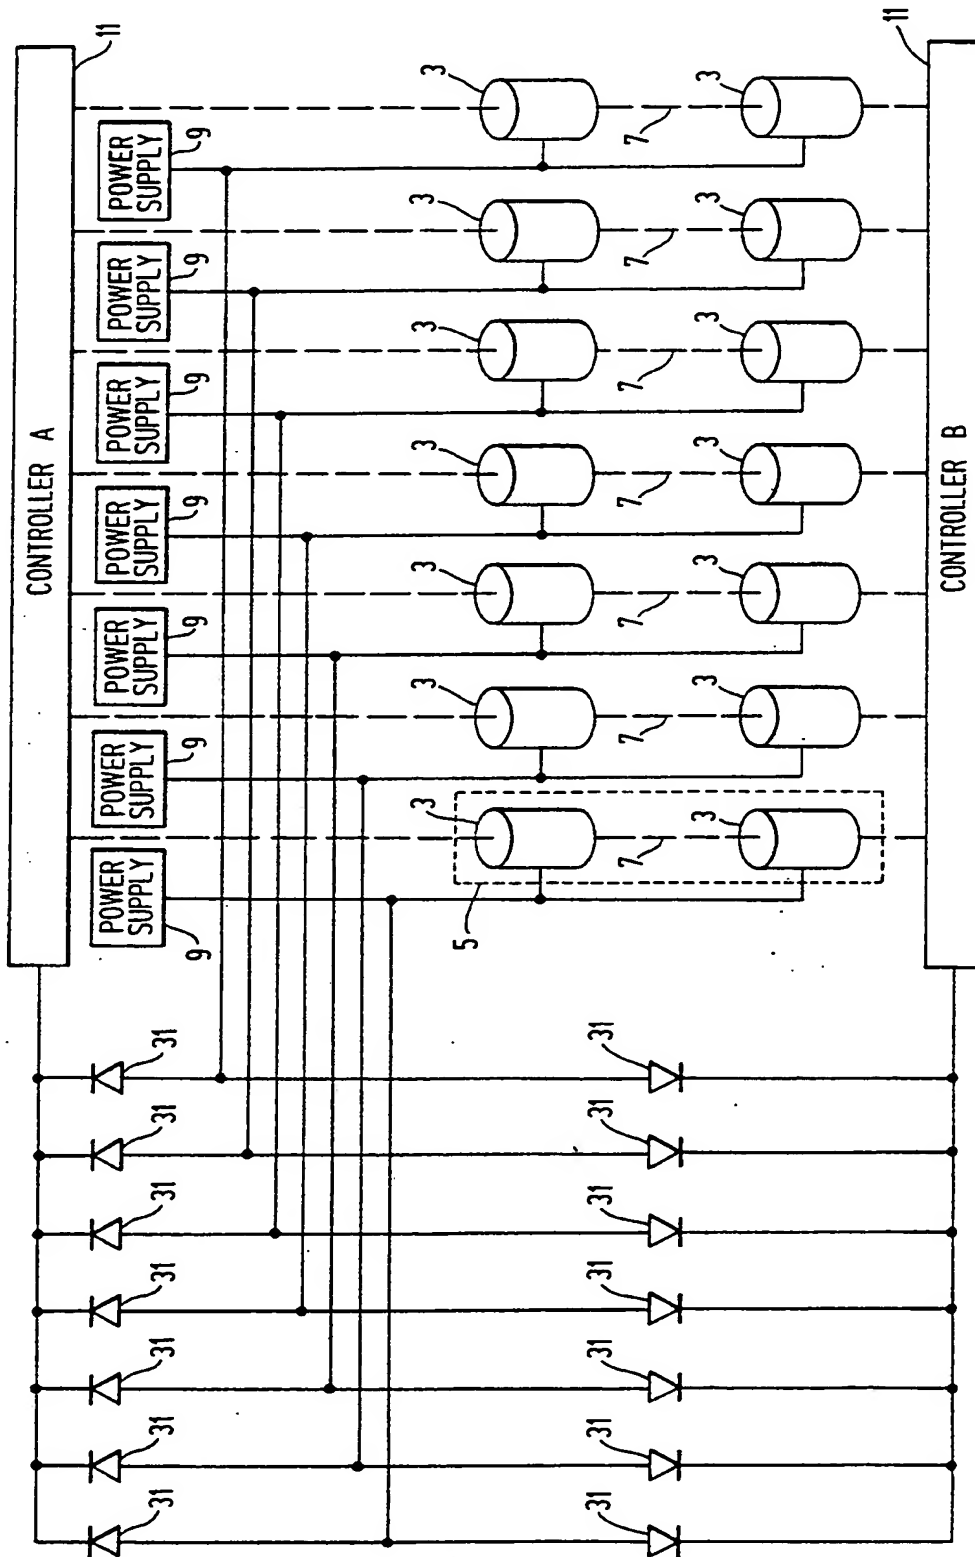 CONTROLLER A
11
POWER
SUPPLY
POWER
SUPPLY
POWER
SUPPLY
POWER
SUPPLY
POWER
SUPPLY
POWER
SUPPLY
POWER
SUPPLY
31 31 31 31 31 31 31
9 9 9 9 9 9 9
3 3 3 3 3 3 3
5
31 31 31 31 31 31 31
7 7 7 7 7 7 7
3 3 3 3 3 3 3
11
CONTROLLER B